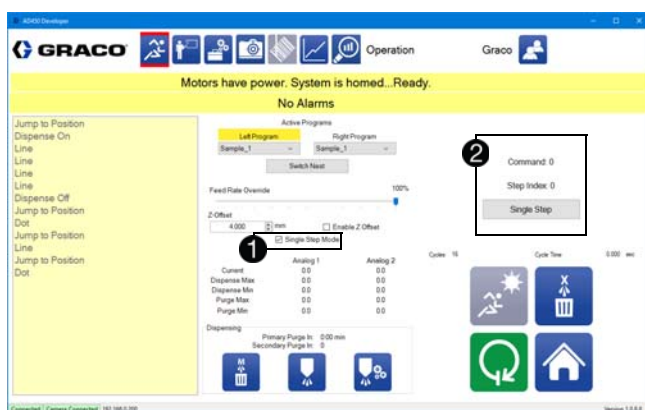 AD400 Developer
GRACO
Operation
Graco
Motors have power. System is homed...Ready.
No Alarms
Jump to Position
Dispense On
Line
Line
Line
Line
Dispense Off
Jump to Position
Dot
Jump to Position
Line
Jump to Position
Dot
Active Programs
Left Program Right Program
Sample_1 Sample_1
Switch Next
Feed Rate Override 100%
Z-Offset
4.000 mm Enable Z Offset
1 Single Step Mode
Analog 1 Analog 2
Current 0.0 0.0
Dispense Max 0.0 0.0
Dispense Min 0.0 0.0
Purge Max 0.0 0.0
Purge Min 0.0 0.0
Dispensing
Primary Purge In: 0.00 min
Secondary Purge In: 0
M
%
2
Command: 0
Step Index: 0
Single Step
Cycles 16 Cycle Time 0.000 sec
X
Connected Camera Connected 192.168.0.200